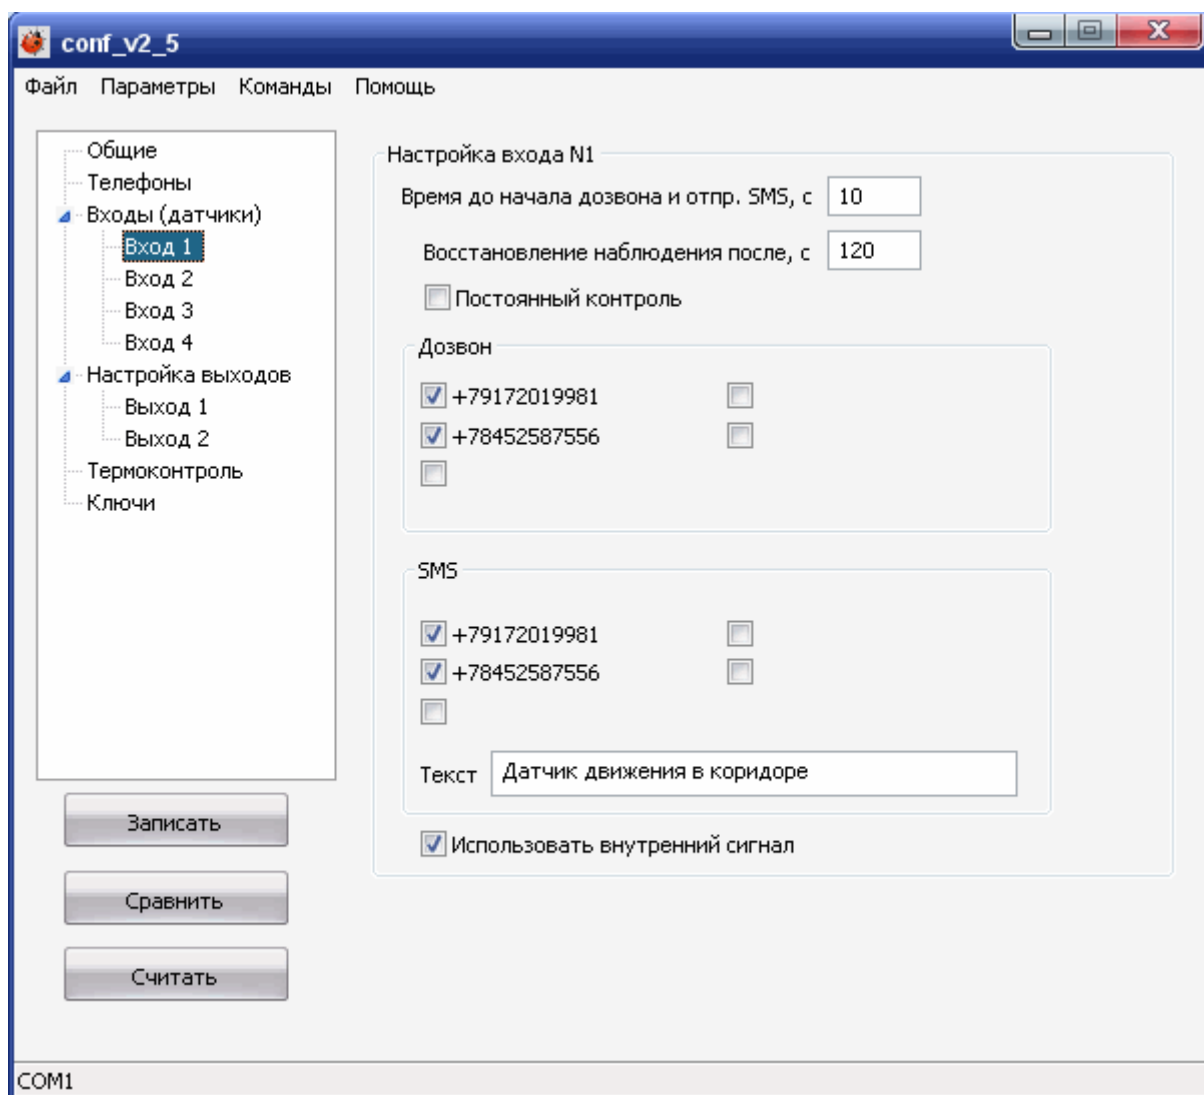 conf_v2_5
Файл Параметры Команды Помощь
Общие
Телефоны
Входы (датчики)
Вход 1
Вход 2
Вход 3
Вход 4
Настройка выходов
Выход 1
Выход 2
Термоконтроль
Ключи
Записать
Сравнить
Считать
Настройка входа N1
Время до начала дозвона и отпр. SMS, с 10
Восстановление наблюдения после, с 120
Постоянный контроль
Дозвон
+79172019981
+78452587556
SMS
+79172019981
+78452587556
Текст Датчик движения в коридоре
Использовать внутренний сигнал
COM1